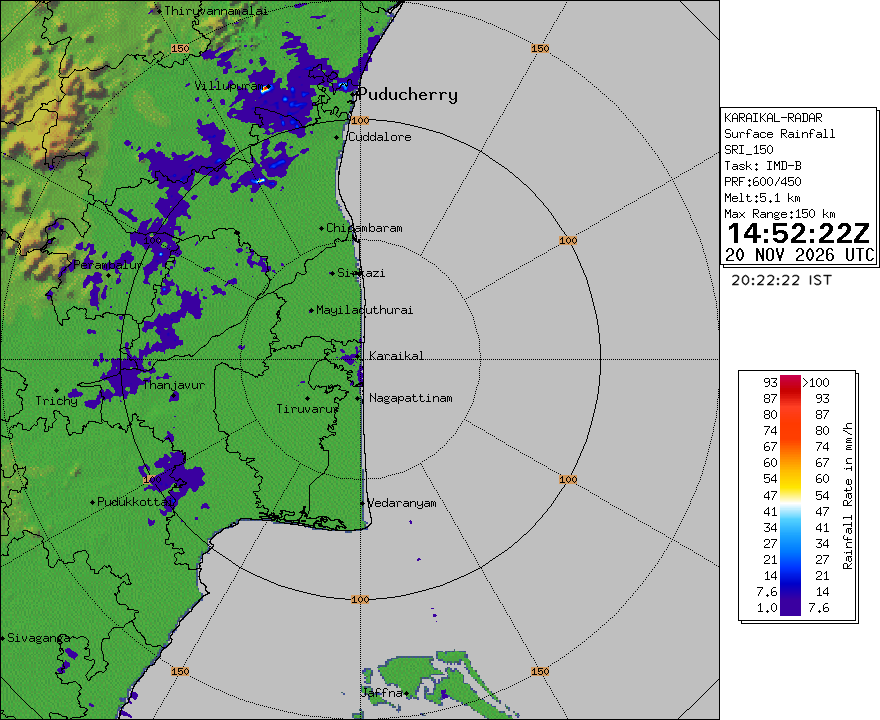 Thiruvannamalai
150
150
Villupuram
Puducherry
100
Cuddalore
KARAIKAL-RADAR
Surface Rainfall
SRI_150
Task: IMD-B
PRF:600/450
Melt:5.1 km
Max Range:150 km
14:52:22Z
20 NOV 2026 UTC
20:22:22 IST
Chidambaram
100
100
Perambalur
Sirkazi
Mayiladuthurai
Karaikal
Thanjavur
Trichy
Tiruvarur
Nagapattinam
100
100
Pudukkottai
Vedaranyam
100
Sivaganga
150
150
Jaffna
93 >100
87 93
80 87
74 80
67 74
60 67
54 60
47 54
41 47
34 41
27 34
21 27
14 21
7.6 14
1.0 7.6
Rainfall Rate in mm/h